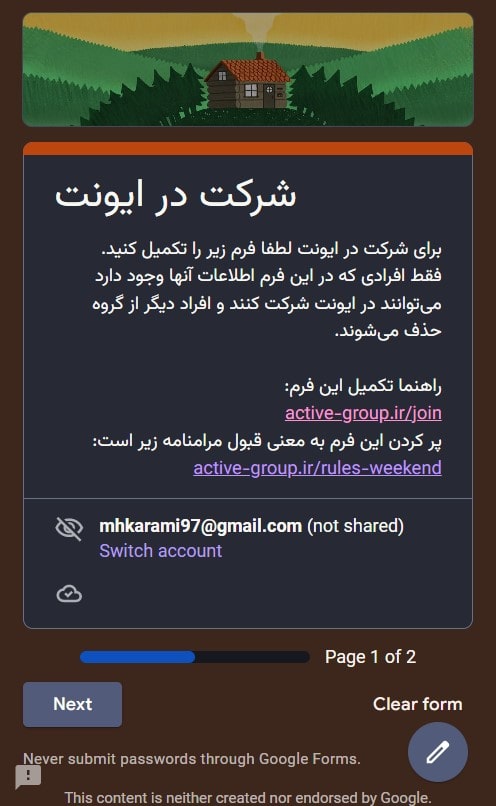 شرکت در ایونت
برای شرکت در ایونت لطفا فرم زیر را تکمیل کنید.
فقط افرادی که در این فرم اطلاعات آنها وجود دارد
می‌توانند در ایونت شرکت کنند و افراد دیگر از گروه
حذف می‌شوند.
راهنما تکمیل این فرم:
active-group.ir/join
پر کردن این فرم به معنی قبول مرامنامه زیر است:
active-group.ir/rules-weekend
mhkarami97@gmail.com (not shared)
Switch account
Page 1 of 2
Next
Clear form
Never submit passwords through Google Forms.
This content is neither created nor endorsed by Google.